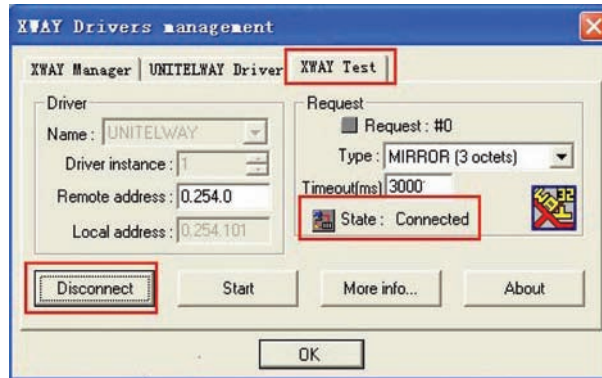 XWAY Drivers management
XWAY Manager
UNITELWAY Driver
XWAY Test
Driver
Name : UNITELWAY
Driver instance : 1
Remote address : 0.254.0
Local address : 0.254.101
Request
Request : #0
Type : MIRROR (3 octets)
Timeout(ms) 3000
State : Connected
32
Disconnect
Start
More info...
About
OK